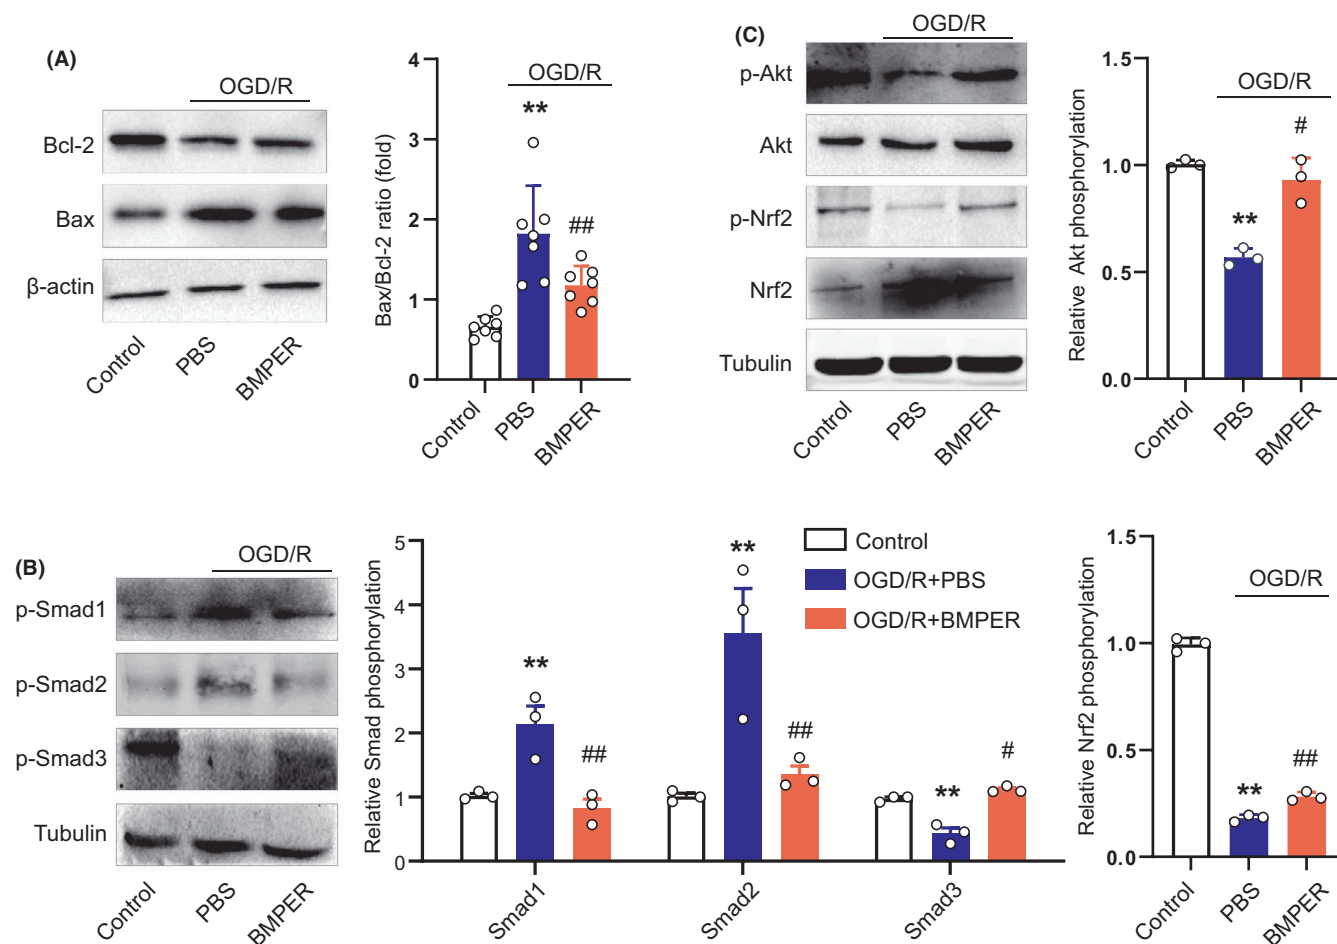 (A)
OGD/R
Bcl-2
Bax
β-actin
Control
PBS
BMPER
Bax/Bcl-2 ratio (fold)
4
3
2
1
0
OGD/R
**
##
Control
PBS
BMPER
(C)
OGD/R
p-Akt
Akt
p-Nrf2
Nrf2
Tubulin
Control
PBS
BMPER
Relative Akt phosphorylation
1.5
1.0
0.5
0.0
OGD/R
**
#
Control
PBS
BMPER
(B)
OGD/R
p-Smad1
p-Smad2
p-Smad3
Tubulin
Control
PBS
BMPER
Relative Smad phosphorylation
5
4
3
2
1
0
**
##
**
##
**
#
Smad1
Smad2
Smad3
Control
OGD/R+PBS
OGD/R+BMPER
Relative Nrf2 phosphorylation
1.5
1.0
0.5
0.0
OGD/R
**
##
Control
PBS
BMPER